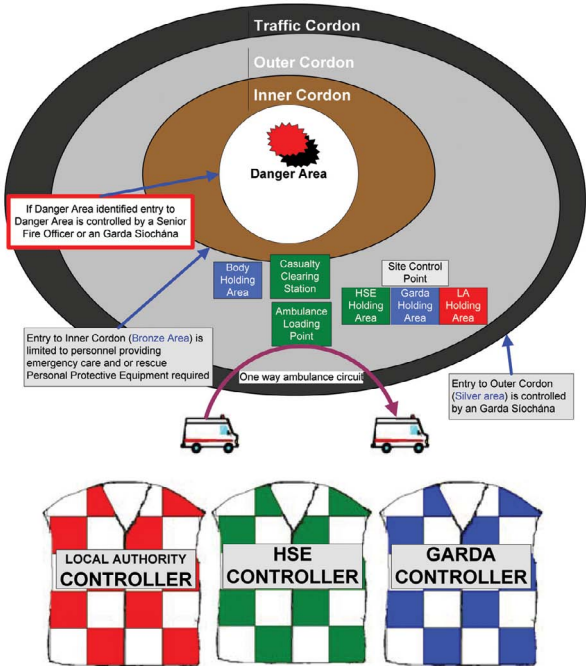 Traffic Cordon
Outer Cordon
Inner Cordon
Danger Area
If Danger Area identified entry to
Danger Area is controlled by a Senior
Fire Officer or an Garda Síochána
Body
Holding
Area
Casualty
Clearing
Station
Site Control
Point
HSE
Holding
Area
Garda
Holding
Area
LA
Holding
Area
Ambulance
Loading
Point
Entry to Inner Cordon (Bronze Area) is
limited to personnel providing
emergency care and or rescue
Personal Protective Equipment required
One way ambulance circuit
Entry to Outer Cordon
(Silver area) is controlled
by an Garda Síochána
LOCAL AUTHORITY
CONTROLLER
HSE
CONTROLLER
GARDA
CONTROLLER